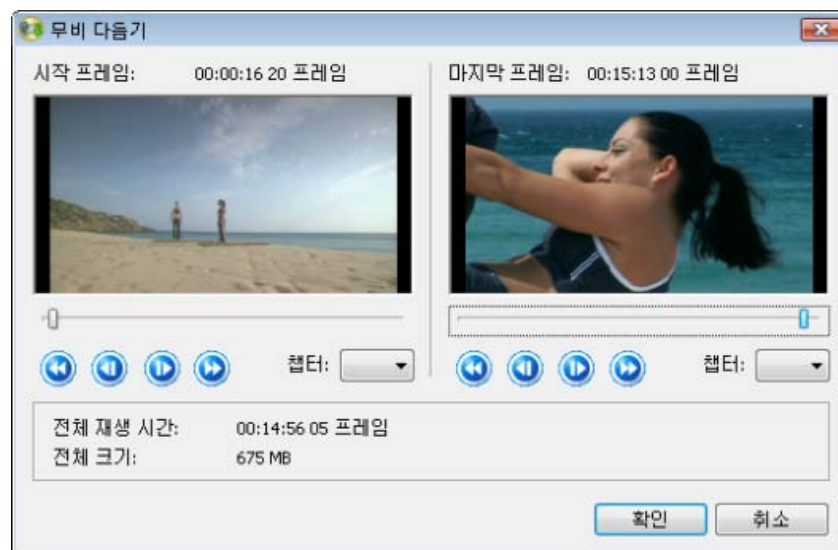 무비 다듬기
시작 프레임: 00:00:16 20 프레임
마지막 프레임: 00:15:13 00 프레임
챕터:
챕터:
전체 재생 시간: 00:14:56 05 프레임
전체 크기: 675 MB
확인
취소